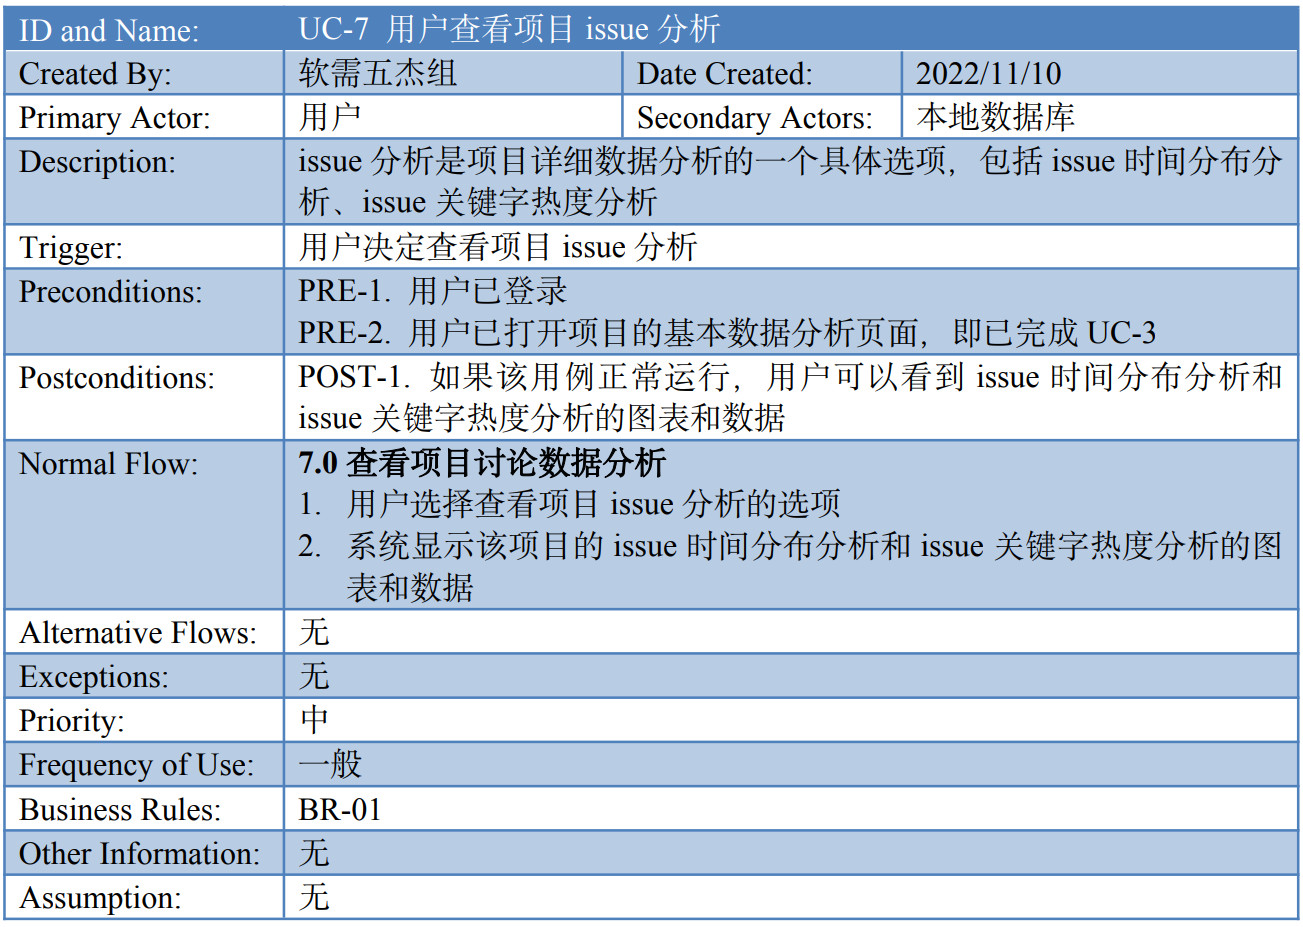 ID and Name: UC-7 用户查看项目 issue 分析
Created By: 软需五杰组 Date Created: 2022/11/10
Primary Actor: 用户 Secondary Actors: 本地数据库
Description: issue 分析是项目详细数据分析的一个具体选项，包括 issue 时间分布分
析、issue 关键字热度分析
Trigger: 用户决定查看项目 issue 分析
Preconditions: PRE-1. 用户已登录
PRE-2. 用户已打开项目的基本数据分析页面，即已完成 UC-3
Postconditions: POST-1. 如果该用例正常运行，用户可以看到 issue 时间分布分析和
issue 关键字热度分析的图表和数据
Normal Flow: 7.0 查看项目讨论数据分析
1. 用户选择查看项目 issue 分析的选项
2. 系统显示该项目的 issue 时间分布分析和 issue 关键字热度分析的图
表和数据
Alternative Flows: 无
Exceptions: 无
Priority: 中
Frequency of Use: 一般
Business Rules: BR-01
Other Information: 无
Assumption: 无